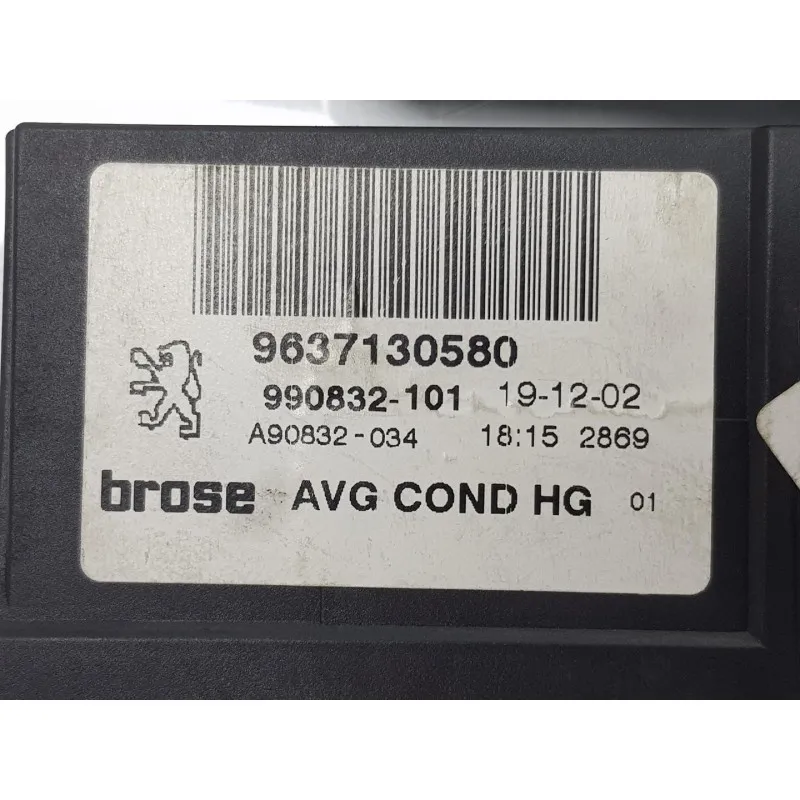 9637130580
990832-101 19-12-02
A90832-034 18:15 2869
brose AVG COND HG 01